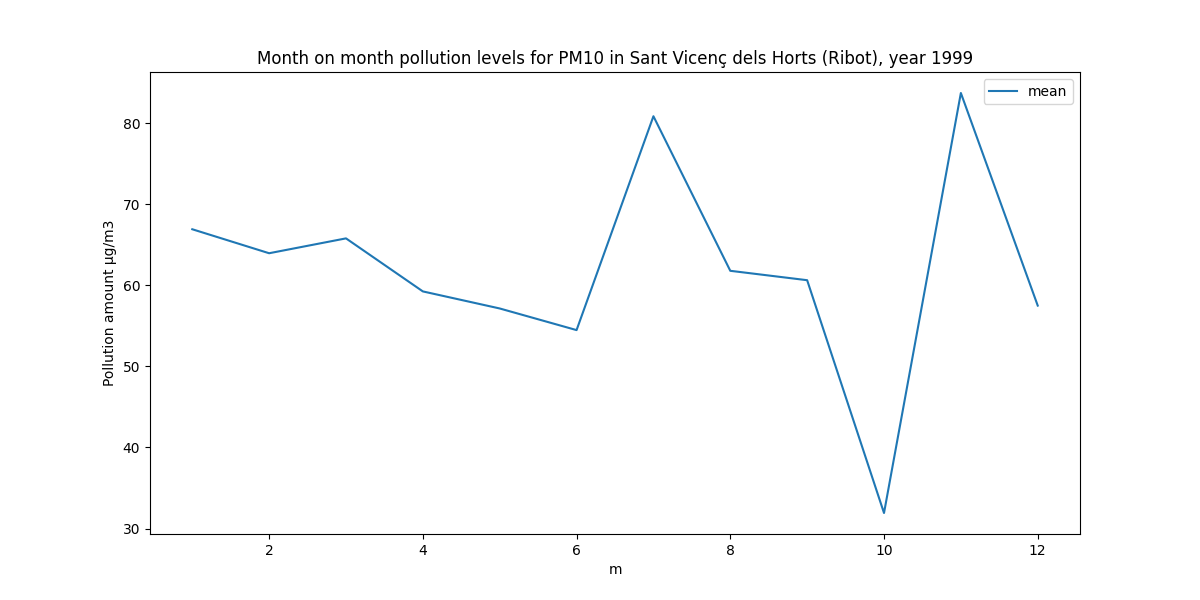 Month on month pollution levels for PM10 in Sant Vicenç dels Horts (Ribot), year 1999
mean
80
70
60
50
40
30
Pollution amount µg/m3
2 4 6 8 10 12
m